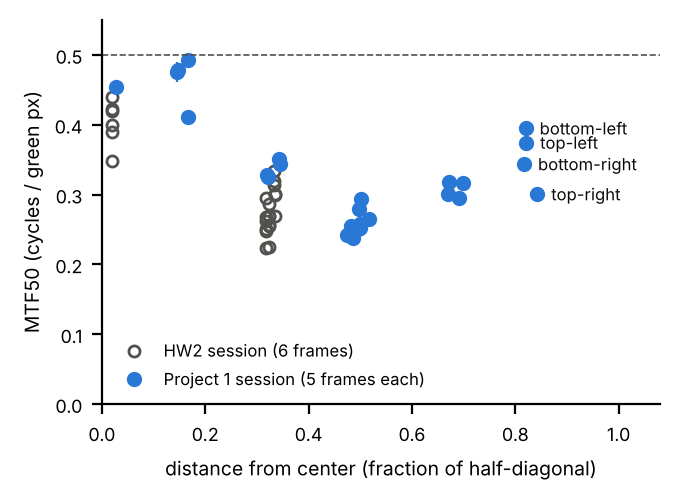 0.5
0.4
0.3
0.2
0.1
0.0
MTF50 (cycles / green px)
bottom-left
top-left
bottom-right
top-right
HW2 session (6 frames)
Project 1 session (5 frames each)
0.0 0.2 0.4 0.6 0.8 1.0
distance from center (fraction of half-diagonal)